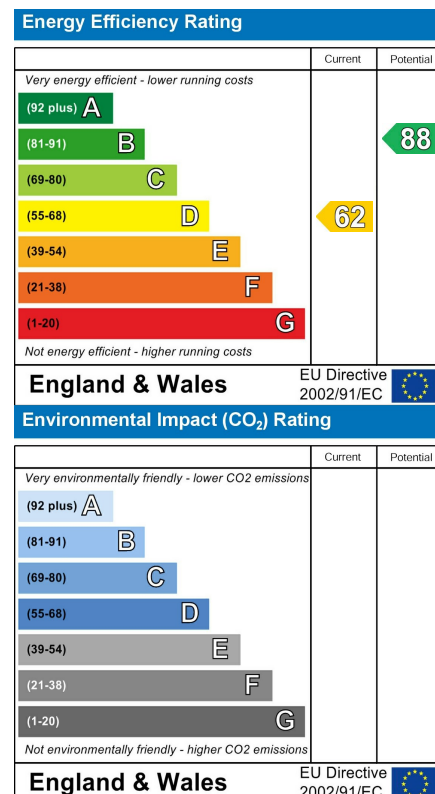 Energy Efficiency Rating
Current Potential
Very energy efficient - lower running costs
(92 plus) A
(81-91) B
88
(69-80) C
(55-68) D
62
(39-54) E
(21-38) F
(1-20) G
Not energy efficient - higher running costs
England & Wales
EU Directive
2002/91/EC
Environmental Impact (CO₂) Rating
Current Potential
Very environmentally friendly - lower CO2 emissions
(92 plus) A
(81-91) B
(69-80) C
(55-68) D
(39-54) E
(21-38) F
(1-20) G
Not environmentally friendly - higher CO2 emissions
England & Wales
EU Directive
2002/91/EC